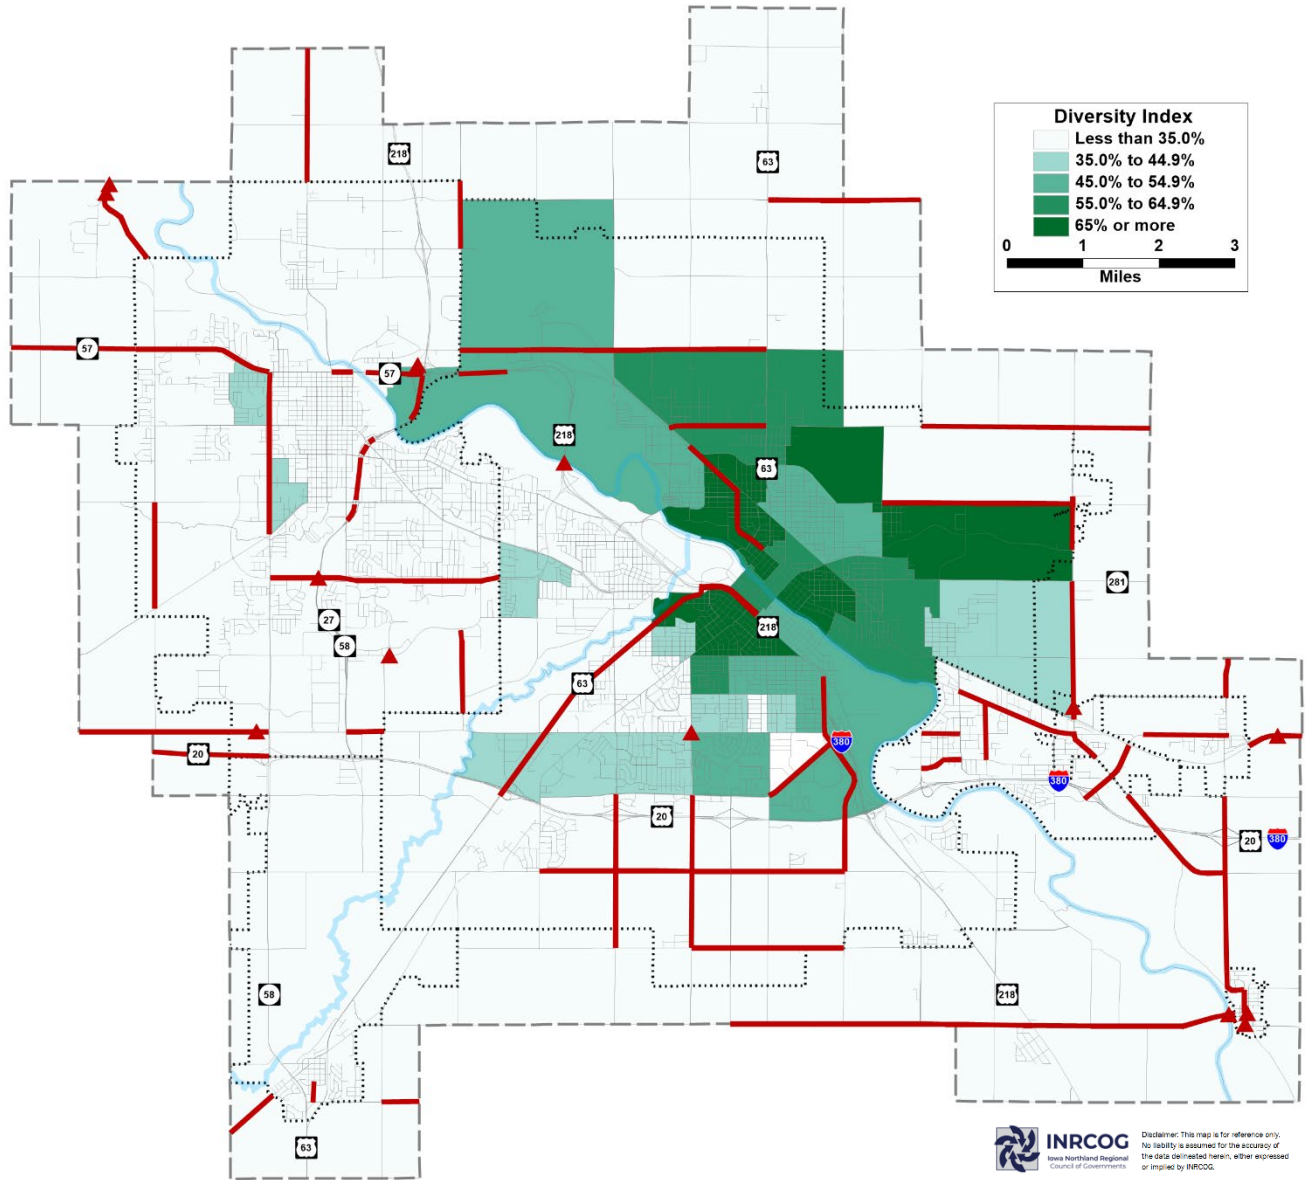 Diversity Index
Less than 35.0%
35.0% to 44.9%
45.0% to 54.9%
55.0% to 64.9%
65% or more
0 1 2 3
Miles
218
63
57
57
218
63
281
27
58
218
63
380
20
380
20
20 380
58
218
63
INRCOG
Iowa Northland Regional
Council of Governments
Disclaimer: This map is for reference only.
No liability is assumed for the accuracy of
the data delineated herein, either expressed
or implied by INRCOG.